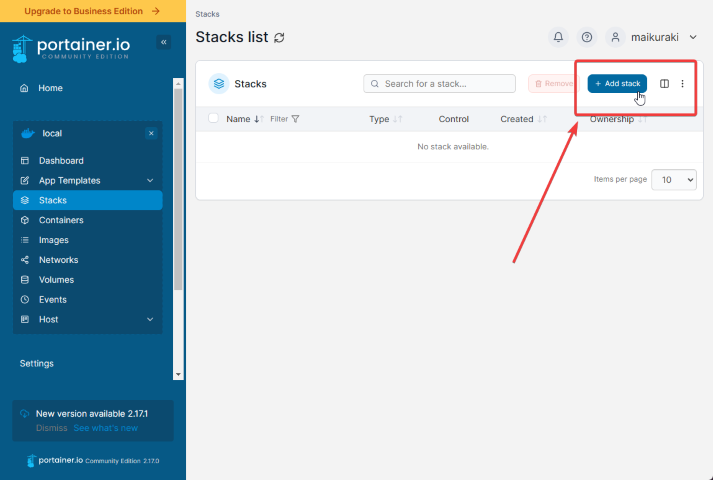 Upgrade to Business Edition
portainer.io
COMMUNITY EDITION
Home
local
Dashboard
App Templates
Stacks
Containers
Images
Networks
Volumes
Events
Host
Settings
New version available 2.17.1
Dismiss See what's new
portainer.io Community Edition 2.17.0
Stacks
Stacks list
maikuraki
Stacks
Search for a stack...
Remove
+ Add stack
Name Filter Type Control Created Ownership
No stack available.
Items per page 10